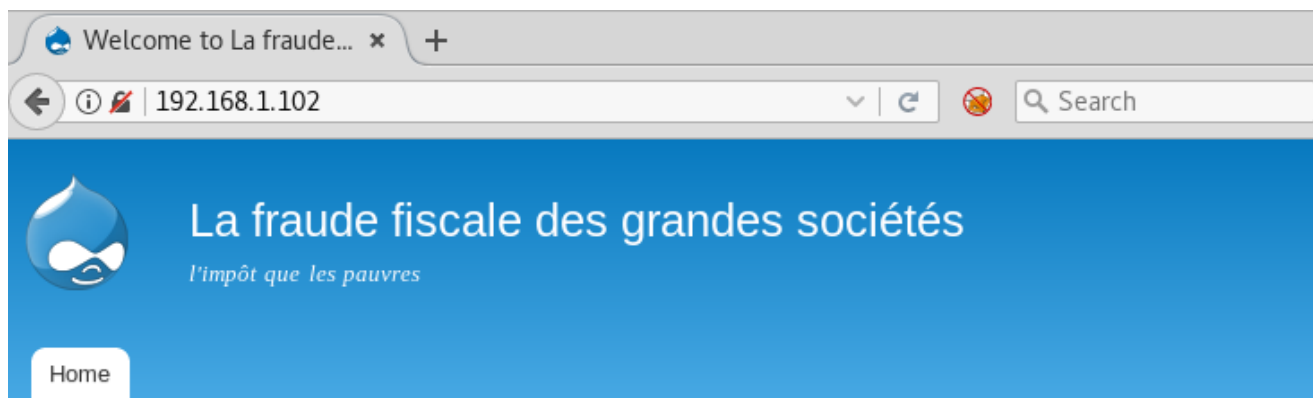 Welcome to La fraude...
192.168.1.102
Search
La fraude fiscale des grandes sociétés
l'impôt que les pauvres
Home